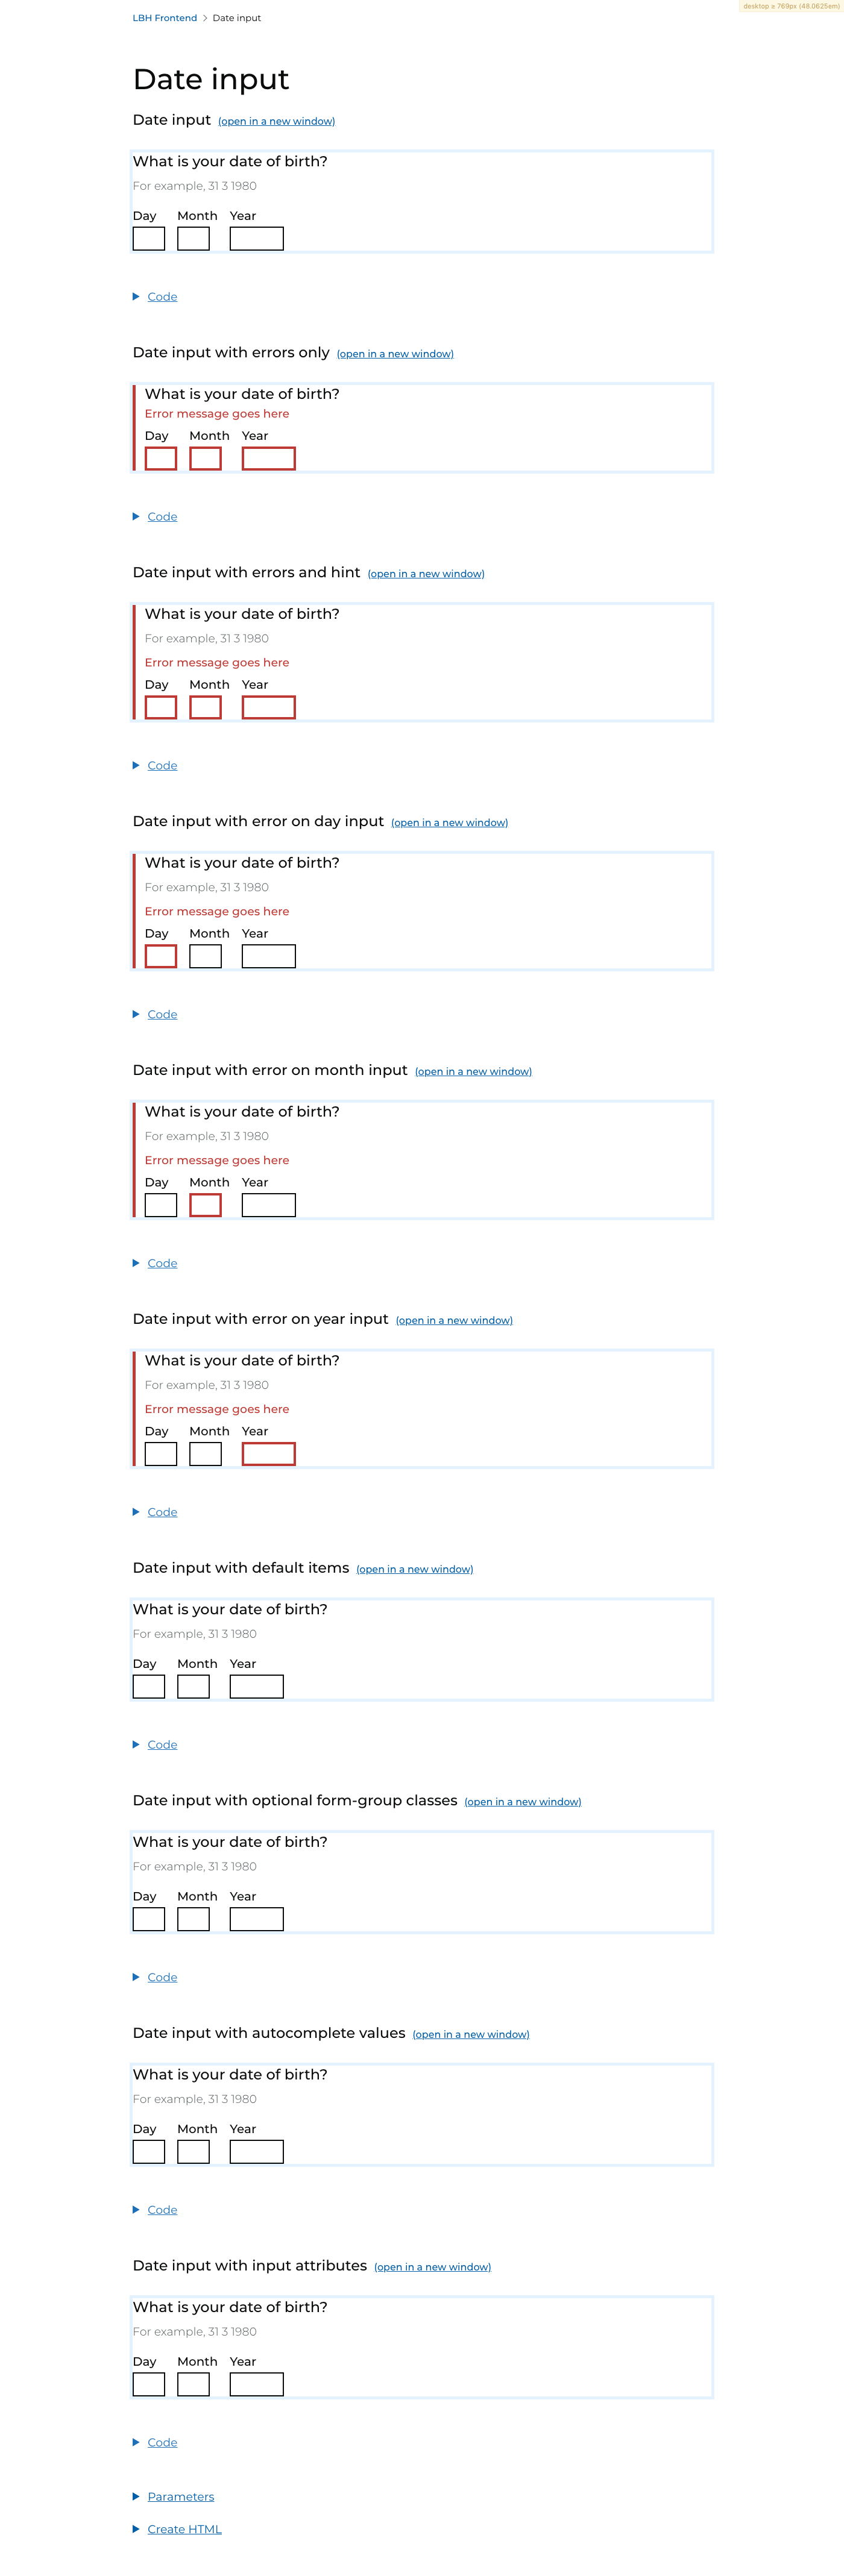 desktop ≥ 769px (48.0625em)
LBH Frontend > Date input
Date input
Date input (open in a new window)
What is your date of birth?
For example, 31 3 1980
Day Month Year
Code
Date input with errors only (open in a new window)
What is your date of birth?
Error message goes here
Day Month Year
Code
Date input with errors and hint (open in a new window)
What is your date of birth?
For example, 31 3 1980
Error message goes here
Day Month Year
Code
Date input with error on day input (open in a new window)
What is your date of birth?
For example, 31 3 1980
Error message goes here
Day Month Year
Code
Date input with error on month input (open in a new window)
What is your date of birth?
For example, 31 3 1980
Error message goes here
Day Month Year
Code
Date input with error on year input (open in a new window)
What is your date of birth?
For example, 31 3 1980
Error message goes here
Day Month Year
Code
Date input with default items (open in a new window)
What is your date of birth?
For example, 31 3 1980
Day Month Year
Code
Date input with optional form-group classes (open in a new window)
What is your date of birth?
For example, 31 3 1980
Day Month Year
Code
Date input with autocomplete values (open in a new window)
What is your date of birth?
For example, 31 3 1980
Day Month Year
Code
Date input with input attributes (open in a new window)
What is your date of birth?
For example, 31 3 1980
Day Month Year
Code
Parameters
Create HTML